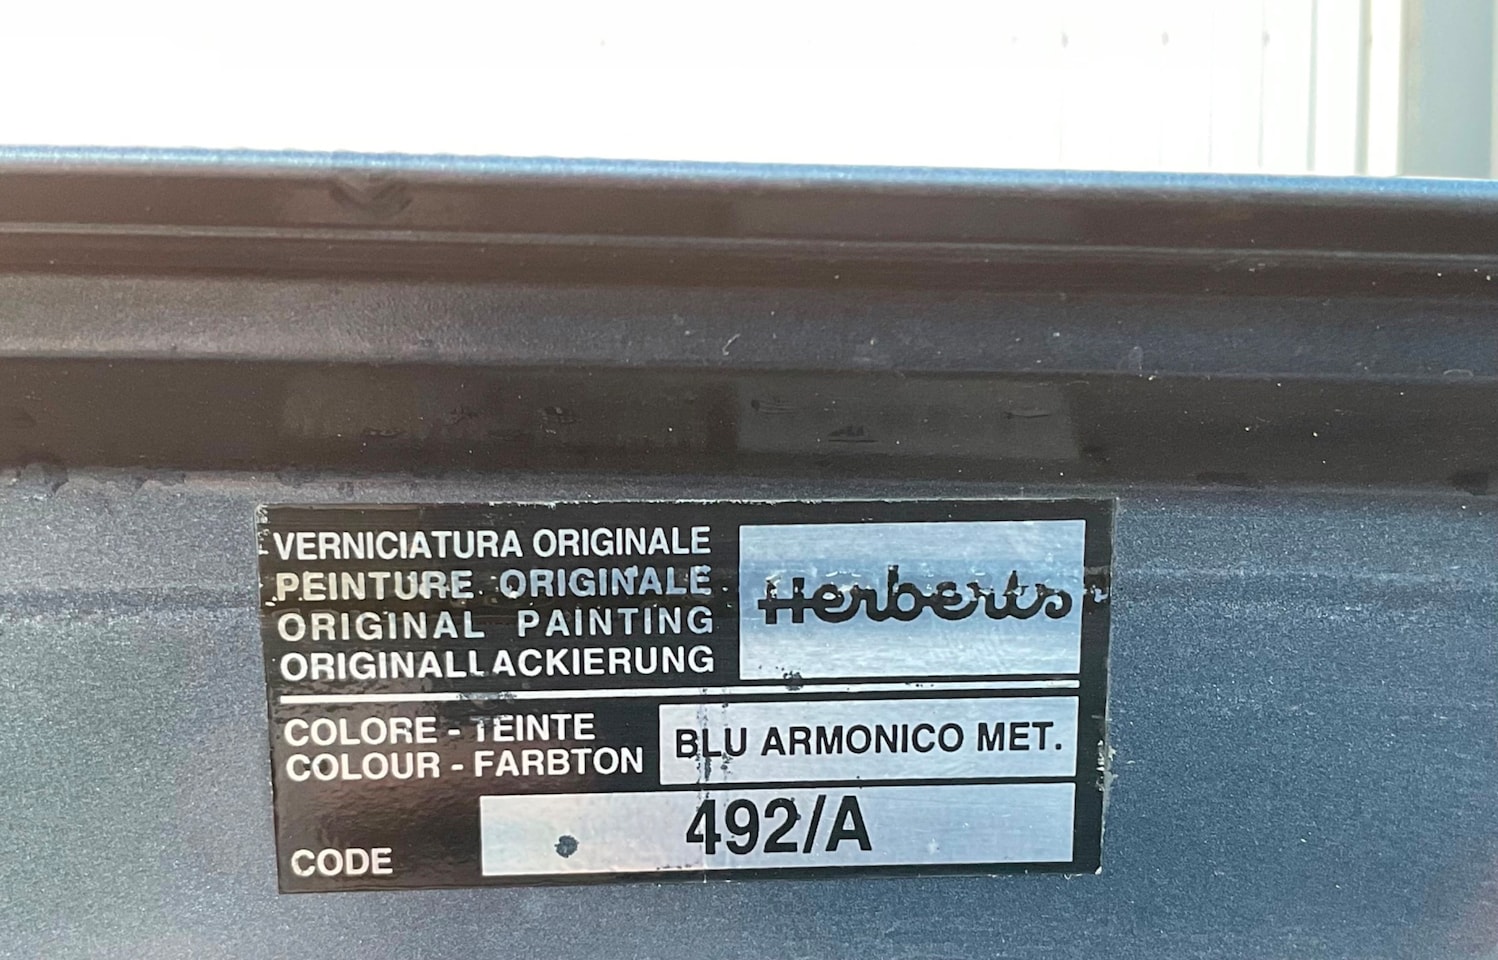 VERNICIATURA ORIGINALE
PEINTURE ORIGINALE
ORIGINAL PAINTING
ORIGINALLACKIERUNG
Herberts
COLORE - TEINTE
COLOUR - FARBTON
BLU ARMONICO MET.
CODE
492/A